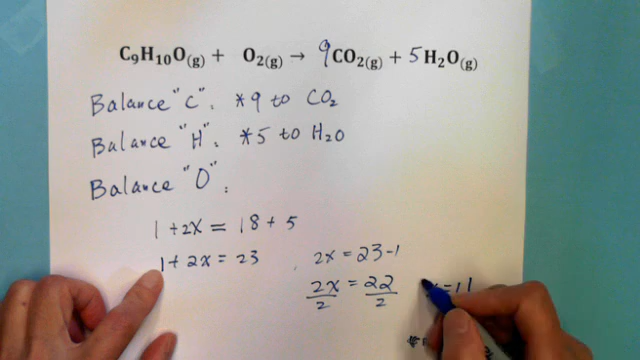 C₉H₁₀O(g) + O₂(g) → 9CO₂(g) + 5H₂O(g)
Balance "C": *9 to CO₂
Balance "H": *5 to H₂O
Balance "O":
1 + 2x = 18 + 5
1 + 2x = 23 2x = 23 - 1
2x/2 = 22/2 =11